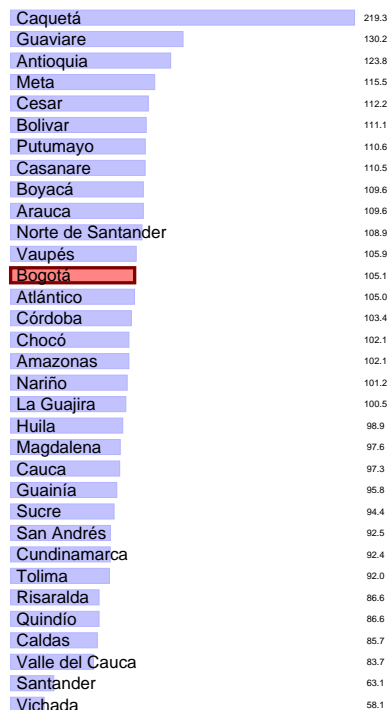 Caquetá 219.3
Guaviare 130.2
Antioquia 123.8
Meta 115.5
Cesar 112.2
Bolivar 111.1
Putumayo 110.6
Casanare 110.5
Boyacá 109.6
Arauca 109.6
Norte de Santander 108.9
Vaupés 105.9
Bogotá 105.1
Atlántico 105.0
Córdoba 103.4
Chocó 102.1
Amazonas 102.1
Nariño 101.2
La Guajira 100.5
Huila 98.9
Magdalena 97.6
Cauca 97.3
Guainía 95.8
Sucre 94.4
San Andrés 92.5
Cundinamarca 92.4
Tolima 92.0
Risaralda 86.6
Quindío 86.6
Caldas 85.7
Valle del Cauca 83.7
Santander 63.1
Vichada 58.1